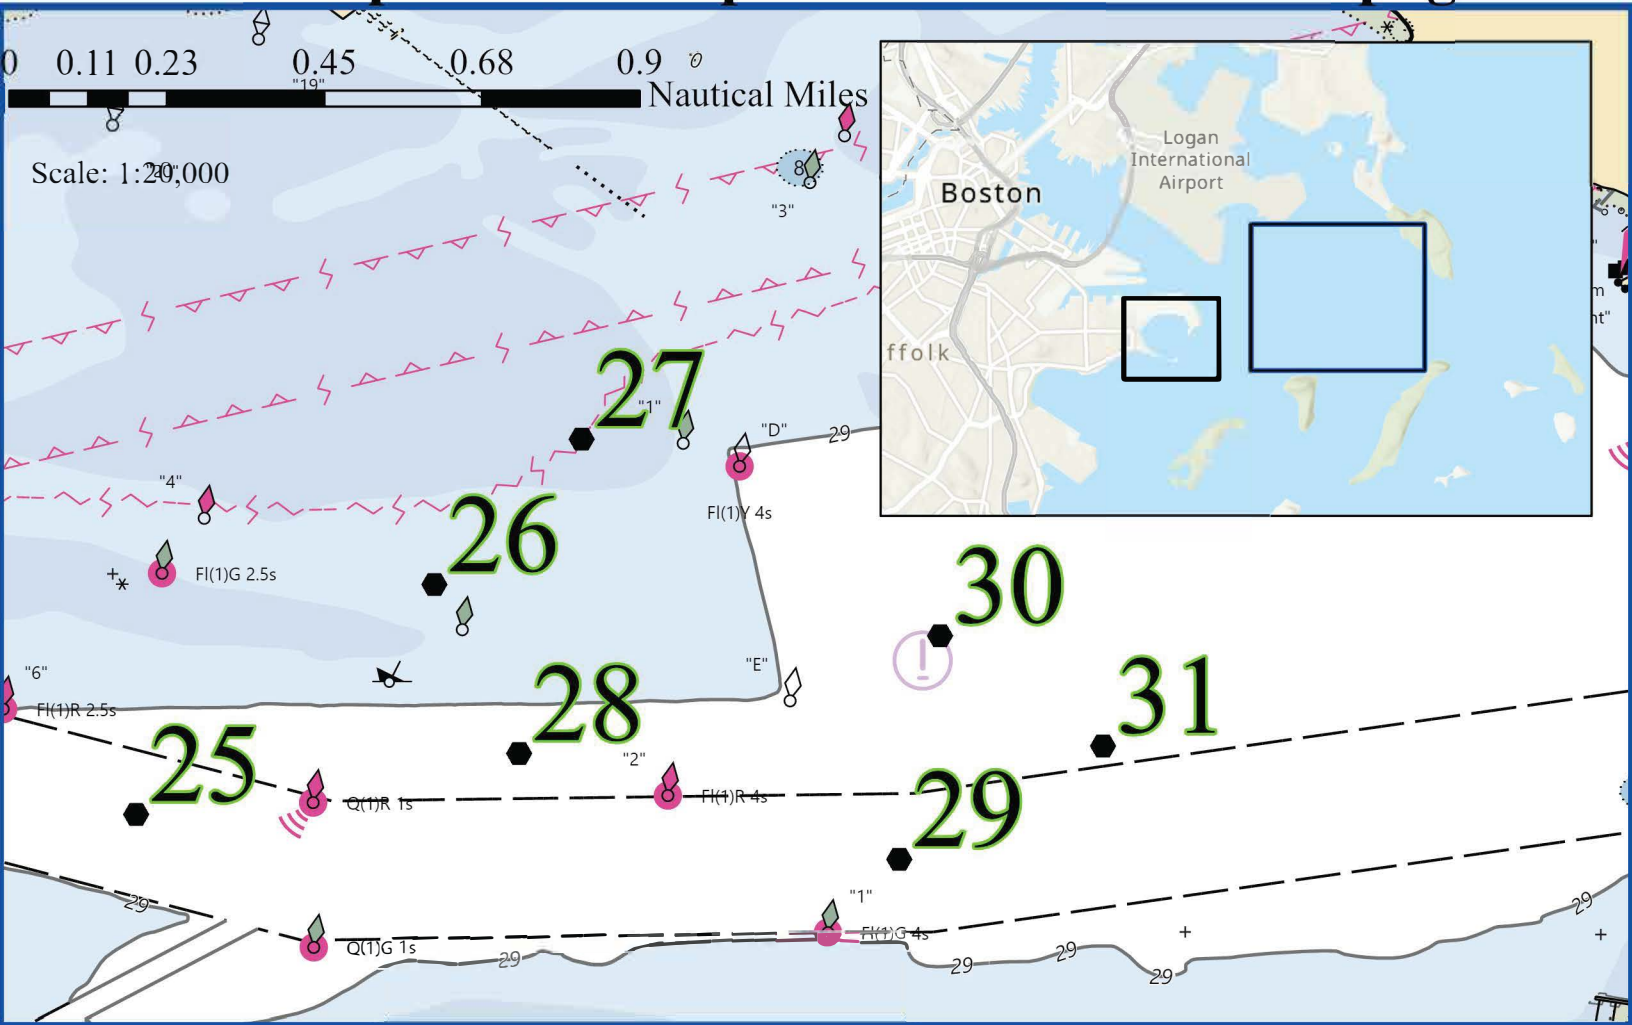 0 0.11 0.23 0.45 0.68 0.9
Nautical Miles
"19"
Scale: 1:20,000
8
"3"
Boston
Logan
International
Airport
ffolk
27
"1"
"D"
29
Fl(1)Y 4s
"4"
26
Fl(1)G 2.5s
30
"6"
Fl(1)R 2.5s
"E"
28
31
25
"2"
Q(1)R 1s
Fl(1)R 4s
29
"1"
Fl(1)G 4s
29
Q(1)G 1s
29
29
29
29
29
m
nt"